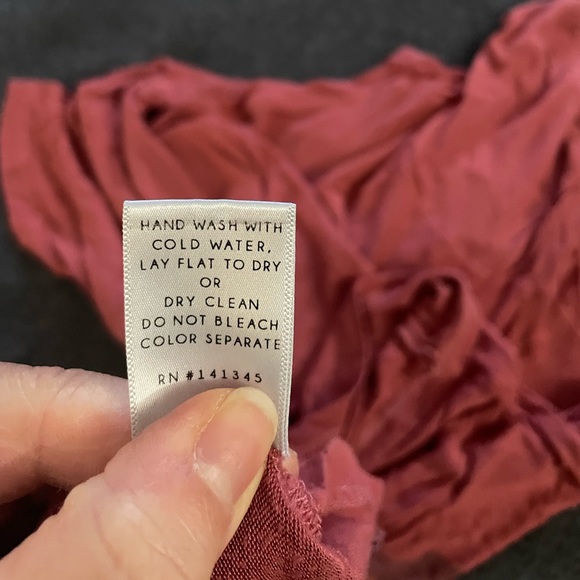 HAND WASH WITH
COLD WATER,
LAY FLAT TO DRY
OR
DRY CLEAN
DO NOT BLEACH
COLOR SEPARATE
RN #141345